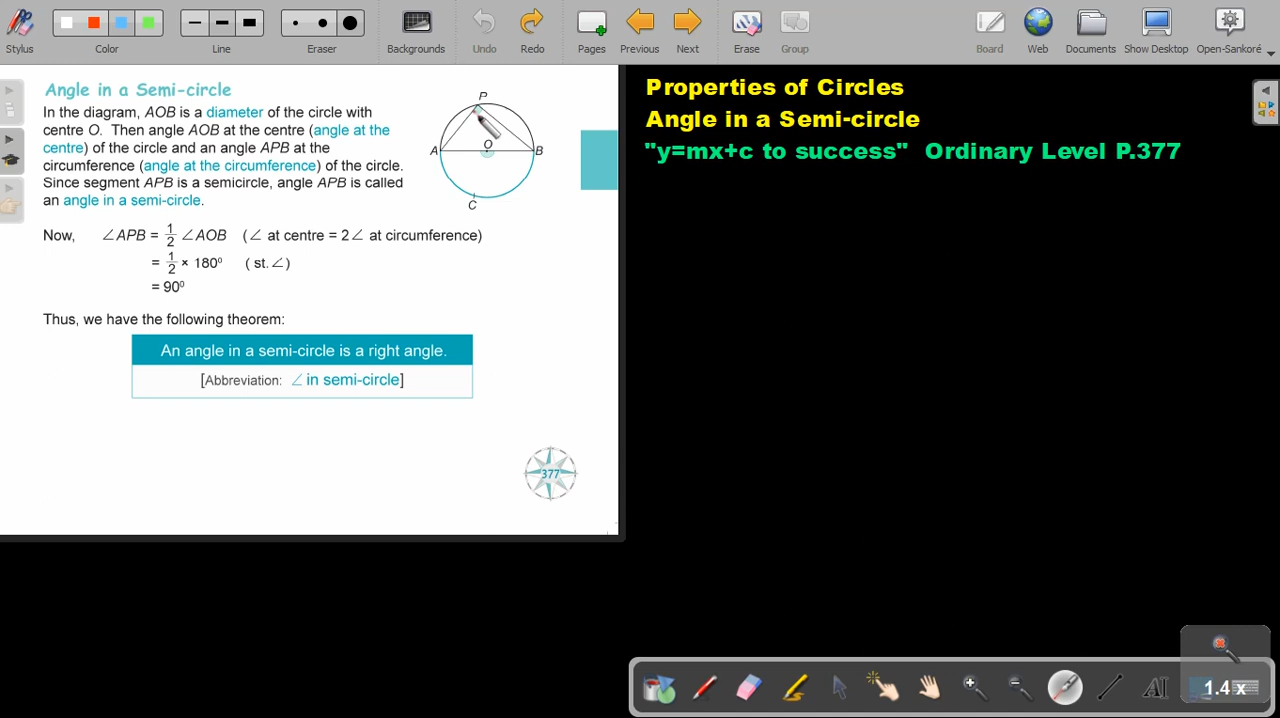 Stylus
Color
Line
Eraser
Backgrounds
Undo
Redo
Pages
Previous
Next
Erase
Group
Board
Web
Documents
Show Desktop
Open-Sankoré
Angle in a Semi-circle
In the diagram, AOB is a diameter of the circle with
centre O. Then angle AOB at the centre (angle at the
centre) of the circle and an angle APB at the
circumference (angle at the circumference) of the circle.
Since segment APB is a semicircle, angle APB is called
an angle in a semi-circle.
P
A
O
B
C
Now, ∠APB = 1/2 ∠AOB (∠ at centre = 2∠ at circumference)
= 1/2 × 180⁰ ( st.∠)
= 90⁰
Thus, we have the following theorem:
An angle in a semi-circle is a right angle.
[Abbreviation: ∠ in semi-circle]
377
Properties of Circles
Angle in a Semi-circle
"y=mx+c to success" Ordinary Level P.377
AI
1.4 x